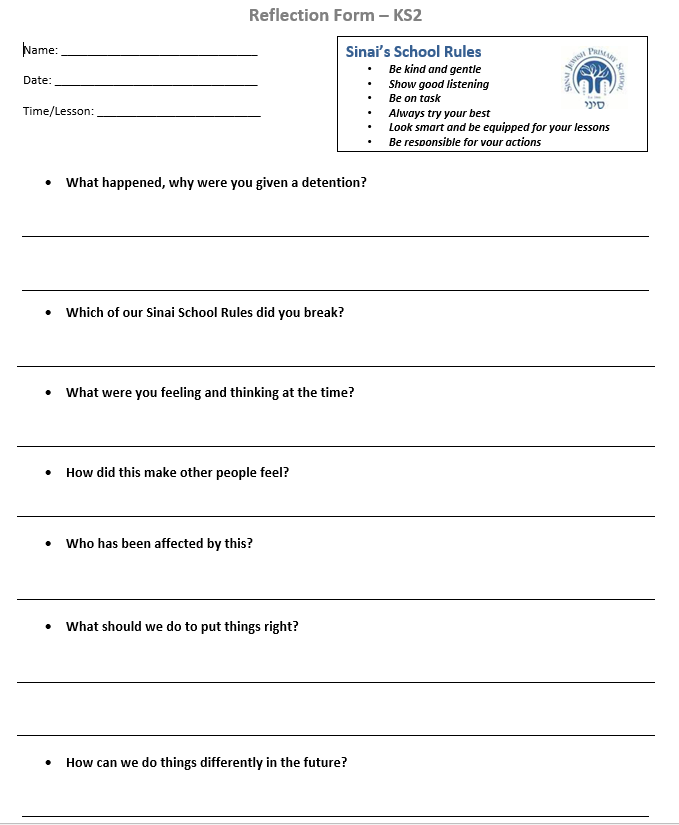 Reflection Form – KS2
Name: ______________________________
Date: _______________________________
Time/Lesson: _________________________
Sinai's School Rules
• Be kind and gentle
• Show good listening
• Be on task
• Always try your best
• Look smart and be equipped for your lessons
• Be responsible for your actions
SINAI JEWISH PRIMARY SCHOOL
סיני
• What happened, why were you given a detention?
• Which of our Sinai School Rules did you break?
• What were you feeling and thinking at the time?
• How did this make other people feel?
• Who has been affected by this?
• What should we do to put things right?
• How can we do things differently in the future?